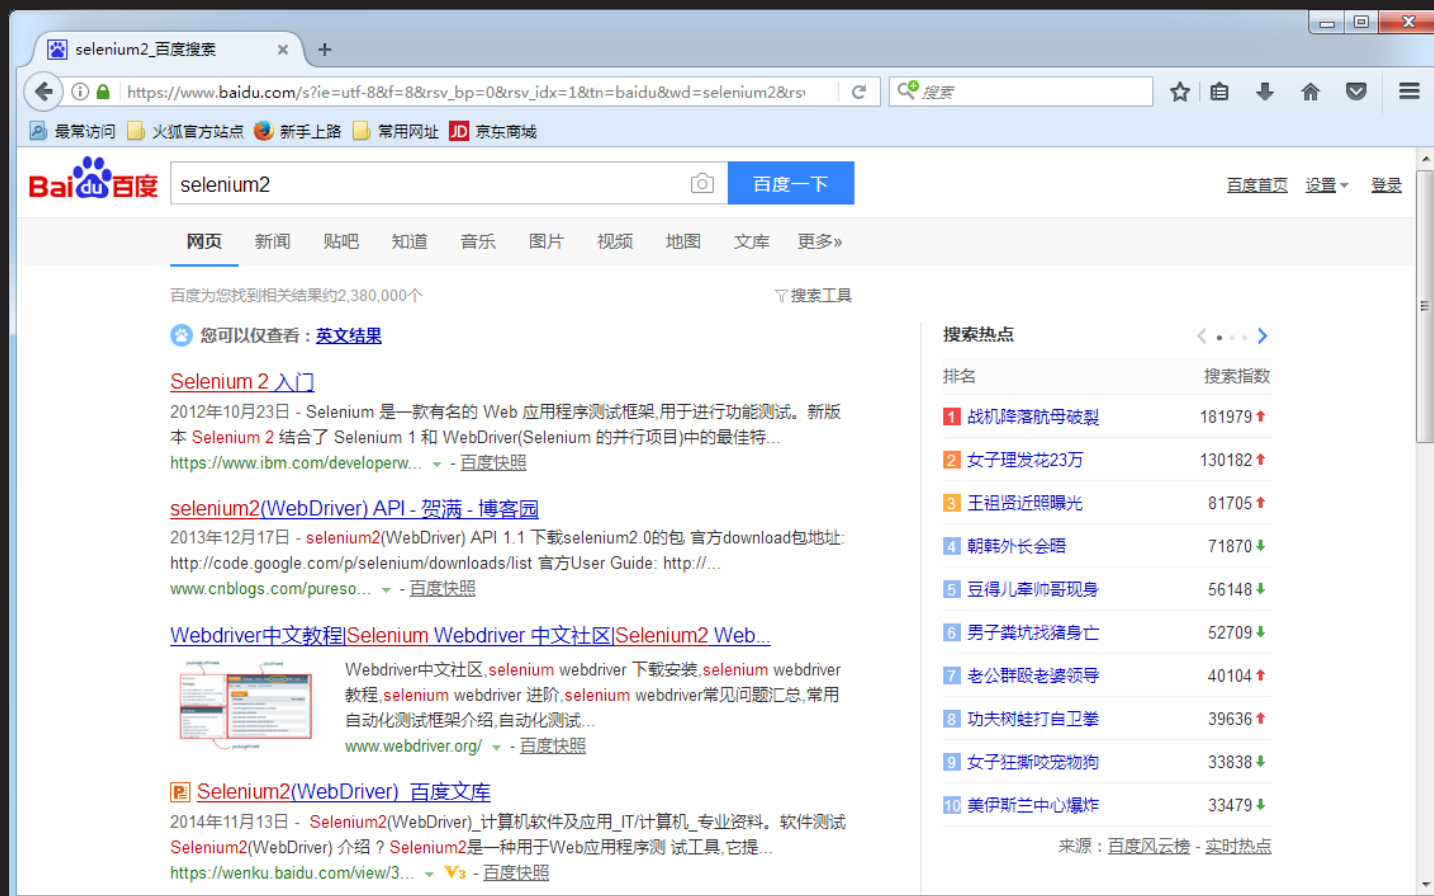 selenium2_百度搜索
https://www.baidu.com/s?ie=utf-8&f=8&rsv_bp=0&rsv_idx=1&tn=baidu&wd=selenium2&rsv
搜索
最常访问 火狐官方站点 新手上路 常用网址 JD 京东商城
Bai du 百度 selenium2 百度一下 百度首页 设置 登录
网页 新闻 贴吧 知道 音乐 图片 视频 地图 文库 更多»
百度为您找到相关结果约2,380,000个 搜索工具
您可以仅查看：英文结果
Selenium 2 入门
2012年10月23日 - Selenium 是一款有名的 Web 应用程序测试框架,用于进行功能测试。新版
本 Selenium 2 结合了 Selenium 1 和 WebDriver(Selenium 的并行项目)中的最佳特...
https://www.ibm.com/developerw... - 百度快照
selenium2(WebDriver) API - 贺满 - 博客园
2013年12月17日 - selenium2(WebDriver) API 1.1 下载selenium2.0的包 官方download包地址:
http://code.google.com/p/selenium/downloads/list 官方User Guide: http://...
www.cnblogs.com/pureso... - 百度快照
Webdriver中文教程|Selenium Webdriver 中文社区|Selenium2 Web...
Webdriver中文社区,selenium webdriver 下载安装,selenium webdriver
教程,selenium webdriver 进阶,selenium webdriver常见问题汇总,常用
自动化测试框架介绍,自动化测试...
www.webdriver.org/ - 百度快照
Selenium2(WebDriver)_百度文库
2014年11月13日 - Selenium2(WebDriver)_计算机软件及应用_IT/计算机_专业资料。软件测试
Selenium2(WebDriver) 介绍？Selenium2是一种用于Web应用程序测 试工具,它提...
https://wenku.baidu.com/view/3... V3 - 百度快照
搜索热点
排名 搜索指数
1 战机降落航母破裂 181979
2 女子理发花23万 130182
3 王祖贤近照曝光 81705
4 朝韩外长会晤 71870
5 豆得儿牵帅哥现身 56148
6 男子粪坑找猪身亡 52709
7 老公群殴老婆领导 40104
8 功夫树蛙打自卫拳 39636
9 女子狂撕咬宠物狗 33838
10 美伊斯兰中心爆炸 33479
来源：百度风云榜 - 实时热点